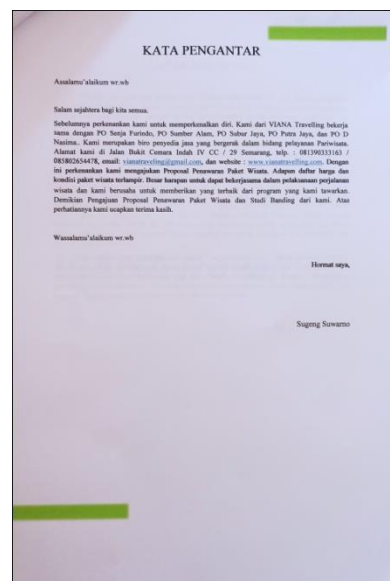 KATA PENGANTAR
Assalamu'alaikum wr.wb
Salam sejahtera bagi kita semua.
Sebelumnya perkenankan kami untuk memperkenalkan diri. Kami dari VIANA Travelling bekerja
sama dengan PO Senja Furindo, PO Sumber Alam, PO Subur Jaya, PO Putra Jaya, dan PO D
Nasima.. Kami merupakan biro penyedia jasa yang bergerak dalam bidang pelayanan Pariwisata.
Alamat kami di Jalan Bukit Cemara Indah IV CC / 29 Semarang, telp. : 081390333163 /
085802654478, email: vianatraveling@gmail.com, dan website : www.vianatravelling.com. Dengan
ini perkenankan kami mengajukan Proposal Penawaran Paket Wisata. Adapun daftar harga dan
kondisi paket wisata terlampir. Besar harapan untuk dapat bekerjasama dalam pelaksanaan perjalanan
wisata dan kami berusaha untuk memberikan yang terbaik dari program yang kami tawarkan.
Demikian Pengajuan Proposal Penawaran Paket Wisata dan Studi Banding dari kami. Atas
perhatiannya kami ucapkan terima kasih.
Wassalamu'alaikum wr.wb
Hormat saya,
Sugeng Suwarno